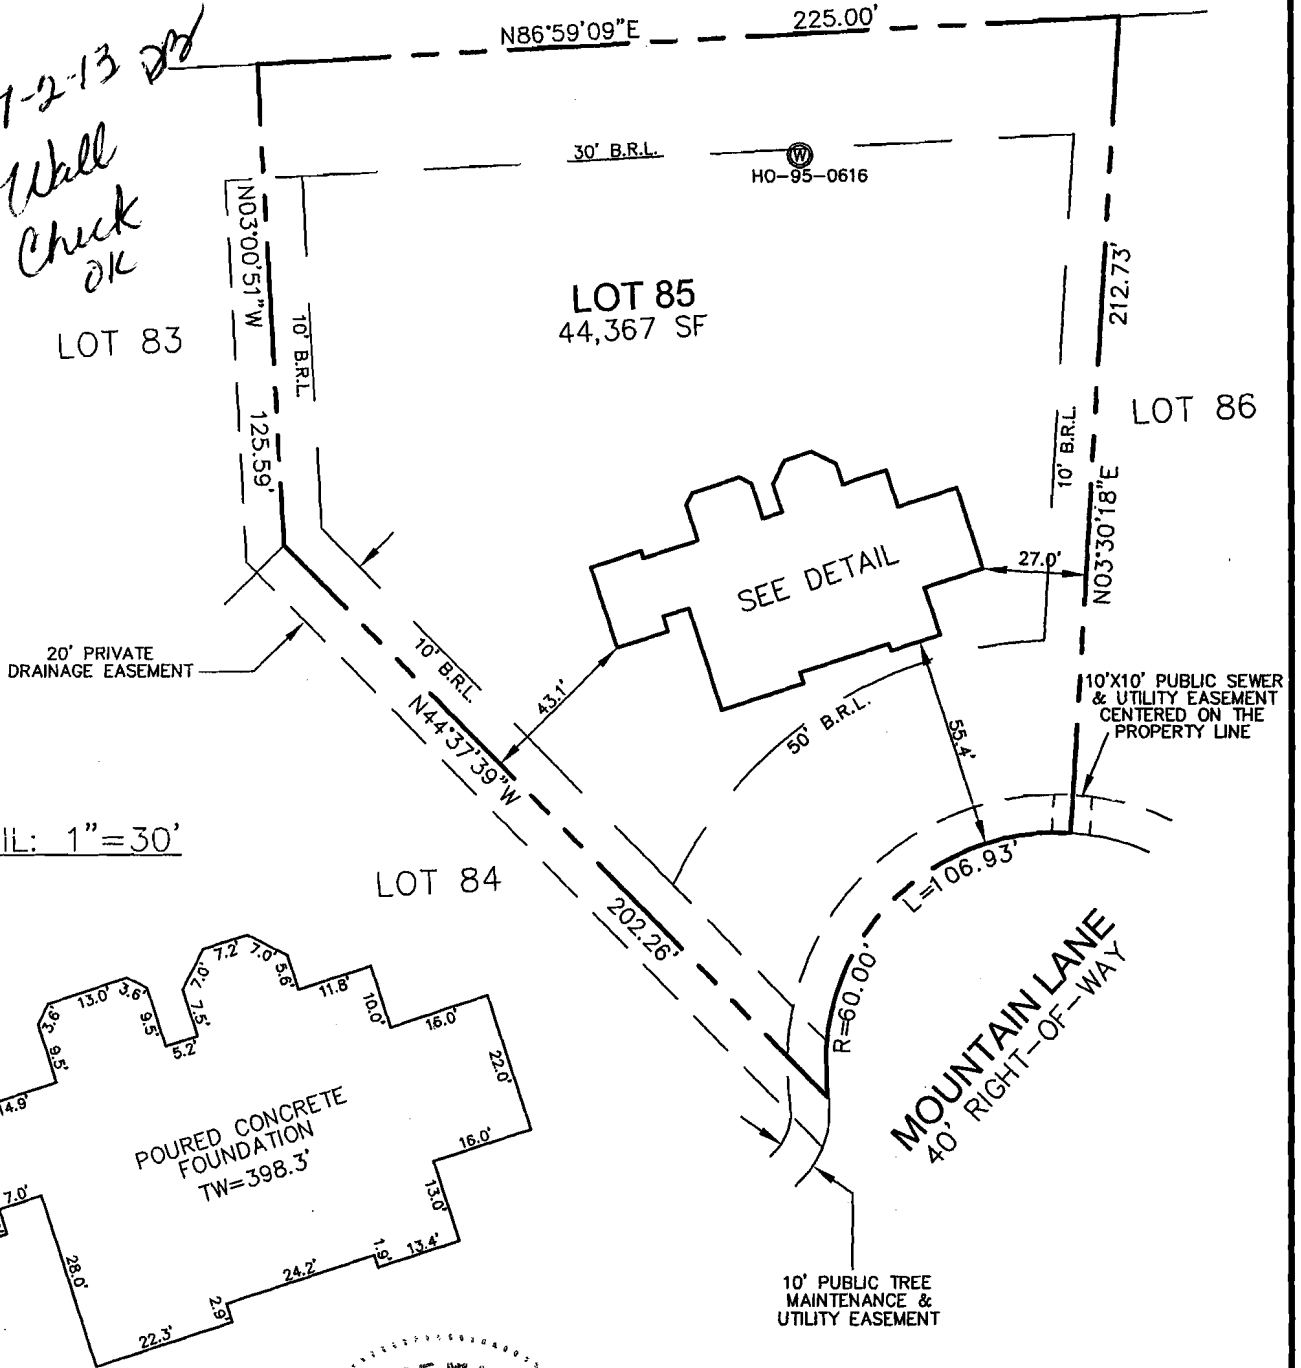 N86°59'09"E 225.00'
7-2-13
Wall
Check
OK
30' B.R.L.
W
HO-95-0616
N03°00'51"W
125.59'
10' B.R.L.
LOT 83
LOT 85
44,367 SF
212.73'
N03°30'18"E
10' B.R.L.
LOT 86
SEE DETAIL
27.0'
20' PRIVATE
DRAINAGE EASEMENT
10' B.R.L.
N44°37'39"W
202.26'
43.1'
50' B.R.L.
55.4'
10'X10' PUBLIC SEWER
& UTILITY EASEMENT
CENTERED ON THE
PROPERTY LINE
IL: 1"=30'
LOT 84
L=106.93'
R=60.00'
MOUNTAIN LANE
40' RIGHT-OF-WAY
14.9'
9.5'
3.6'
13.0'
3.6'
9.5'
5.2'
7.5'
7.0'
7.2'
7.0'
5.6'
11.8'
10.0'
16.0'
22.0'
16.0'
13.0'
13.4'
1.9'
24.2'
2.9'
22.3'
28.0'
7.0'
POURED CONCRETE
FOUNDATION
TW=398.3'
10' PUBLIC TREE
MAINTENANCE &
UTILITY EASEMENT